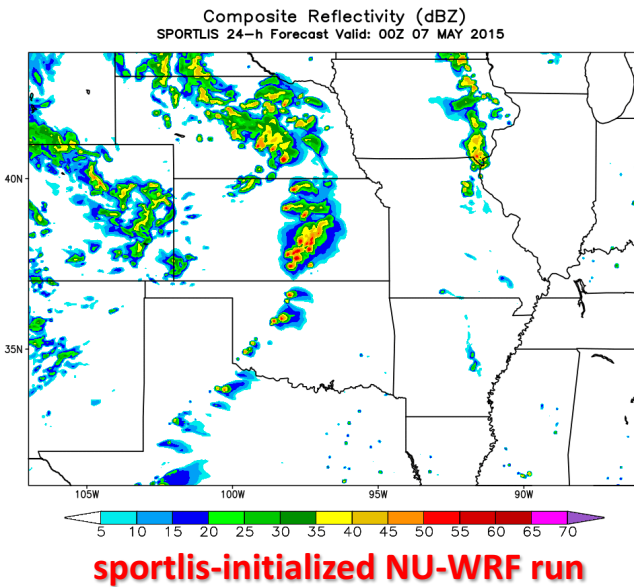 Composite Reflectivity (dBZ)
SPORTLIS 24-h Forecast Valid: 00Z 07 MAY 2015
40N
35N
105W 100W 95W 90W
5 10 15 20 25 30 35 40 45 50 55 60 65 70
sportlis-initialized NU-WRF run